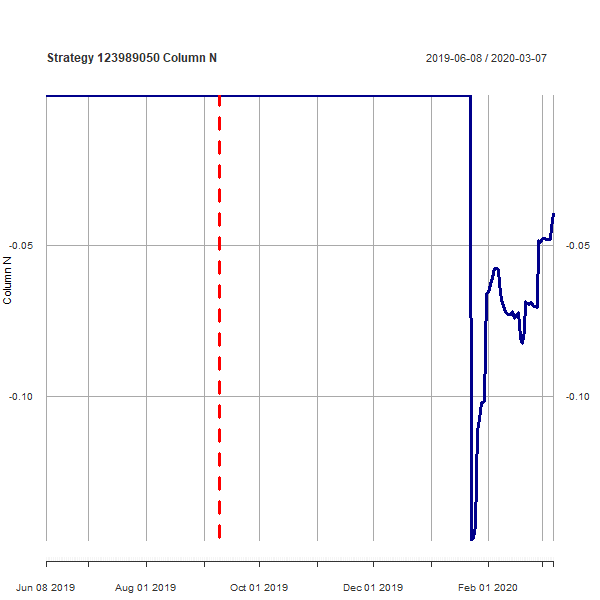 Strategy 123989050 Column N
2019-06-08 / 2020-03-07
Column N
-0.05
-0.05
-0.10
-0.10
Jun 08 2019
Aug 01 2019
Oct 01 2019
Dec 01 2019
Feb 01 2020